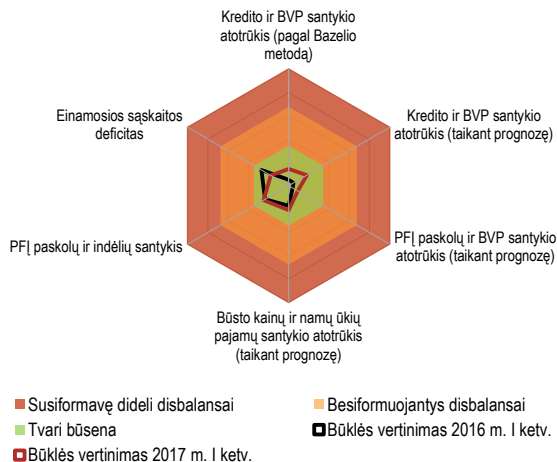 Kredito ir BVP santykio
atotrūkis (pagal Bazelio
metodą)
Einamosios sąskaitos
deficitas
Kredito ir BVP santykio
atotrūkis (taikant prognozę)
PFĮ paskolų ir indėlių santykis
PFĮ paskolų ir BVP santykio
atotrūkis (taikant prognozę)
Būsto kainų ir namų ūkių
pajamų santykio atotrūkis
(taikant prognozę)
Susiformavę dideli disbalansai
Besiformuojantys disbalansai
Tvari būsena
Būklės vertinimas 2016 m. I ketv.
Būklės vertinimas 2017 m. I ketv.